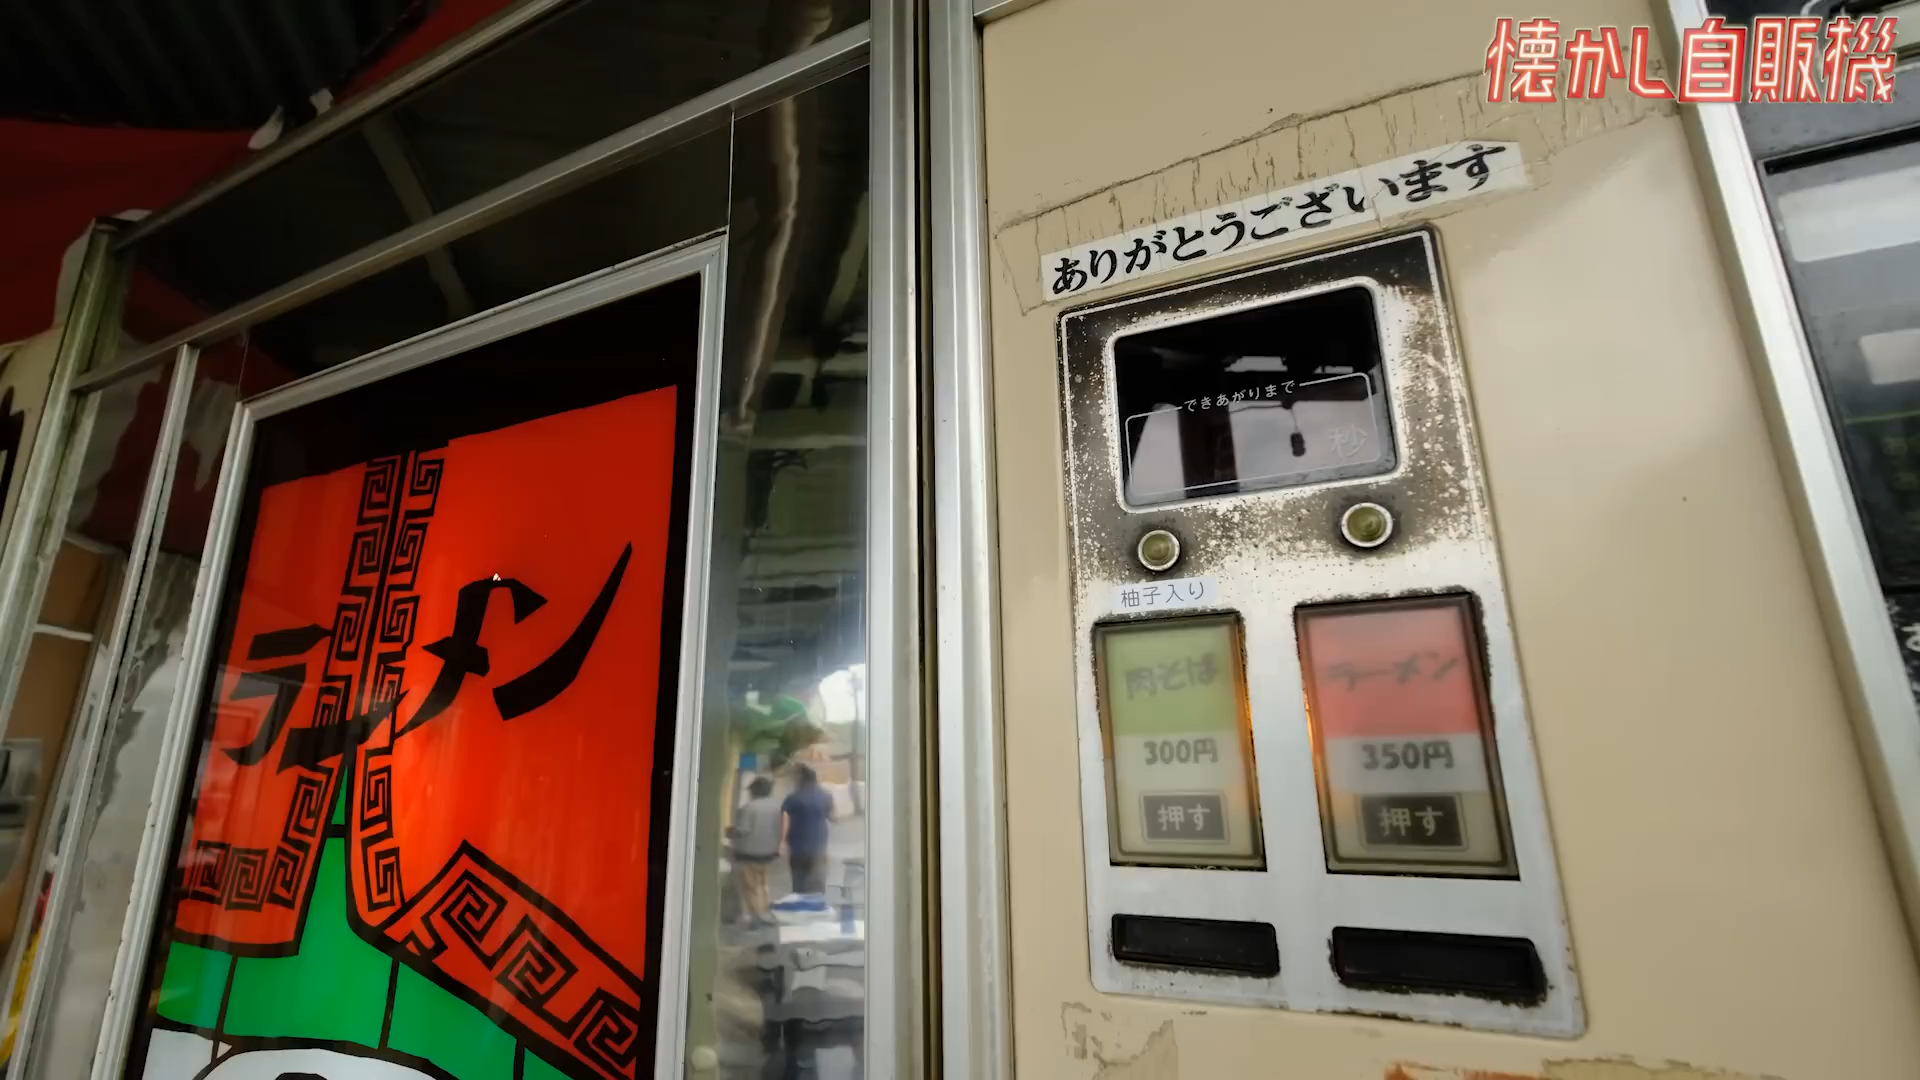 懐かし自販機
ありがとうございます
できあがりまで
秒
柚子入り
肉そば
300円
押す
ラーメン
350円
押す
ラーメン